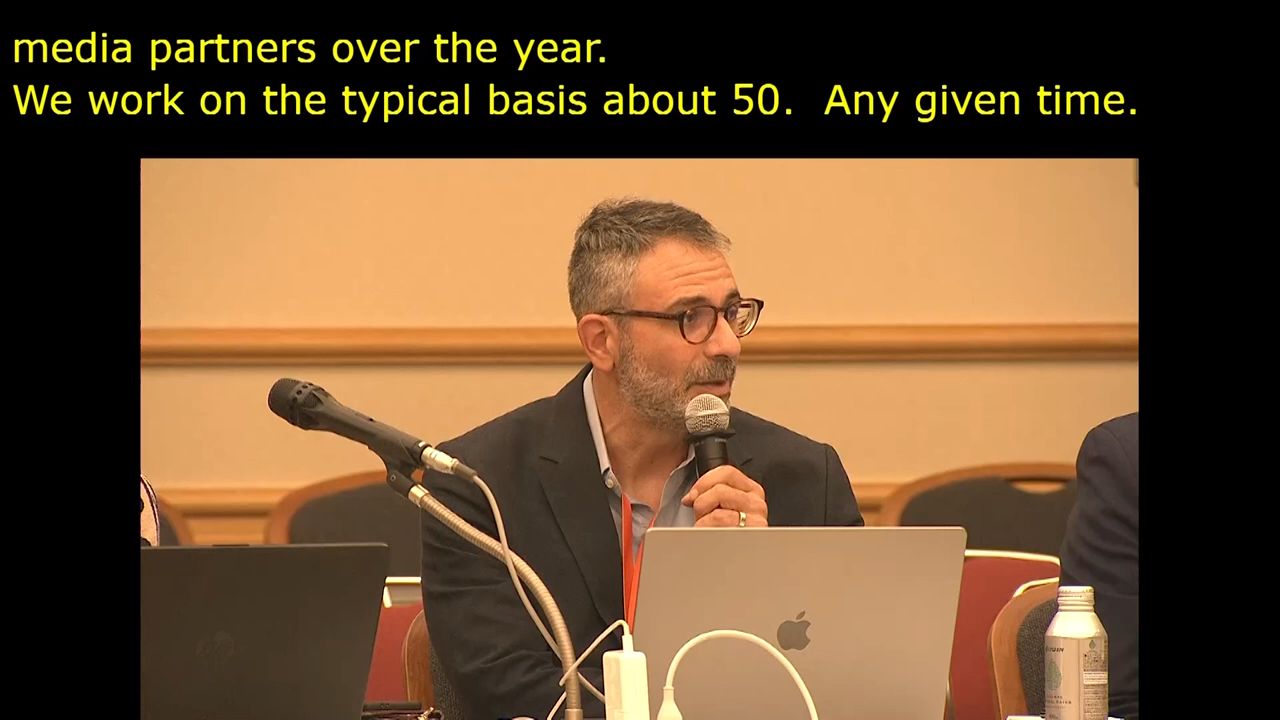 media partners over the year.
We work on the typical basis about 50.  Any given time.